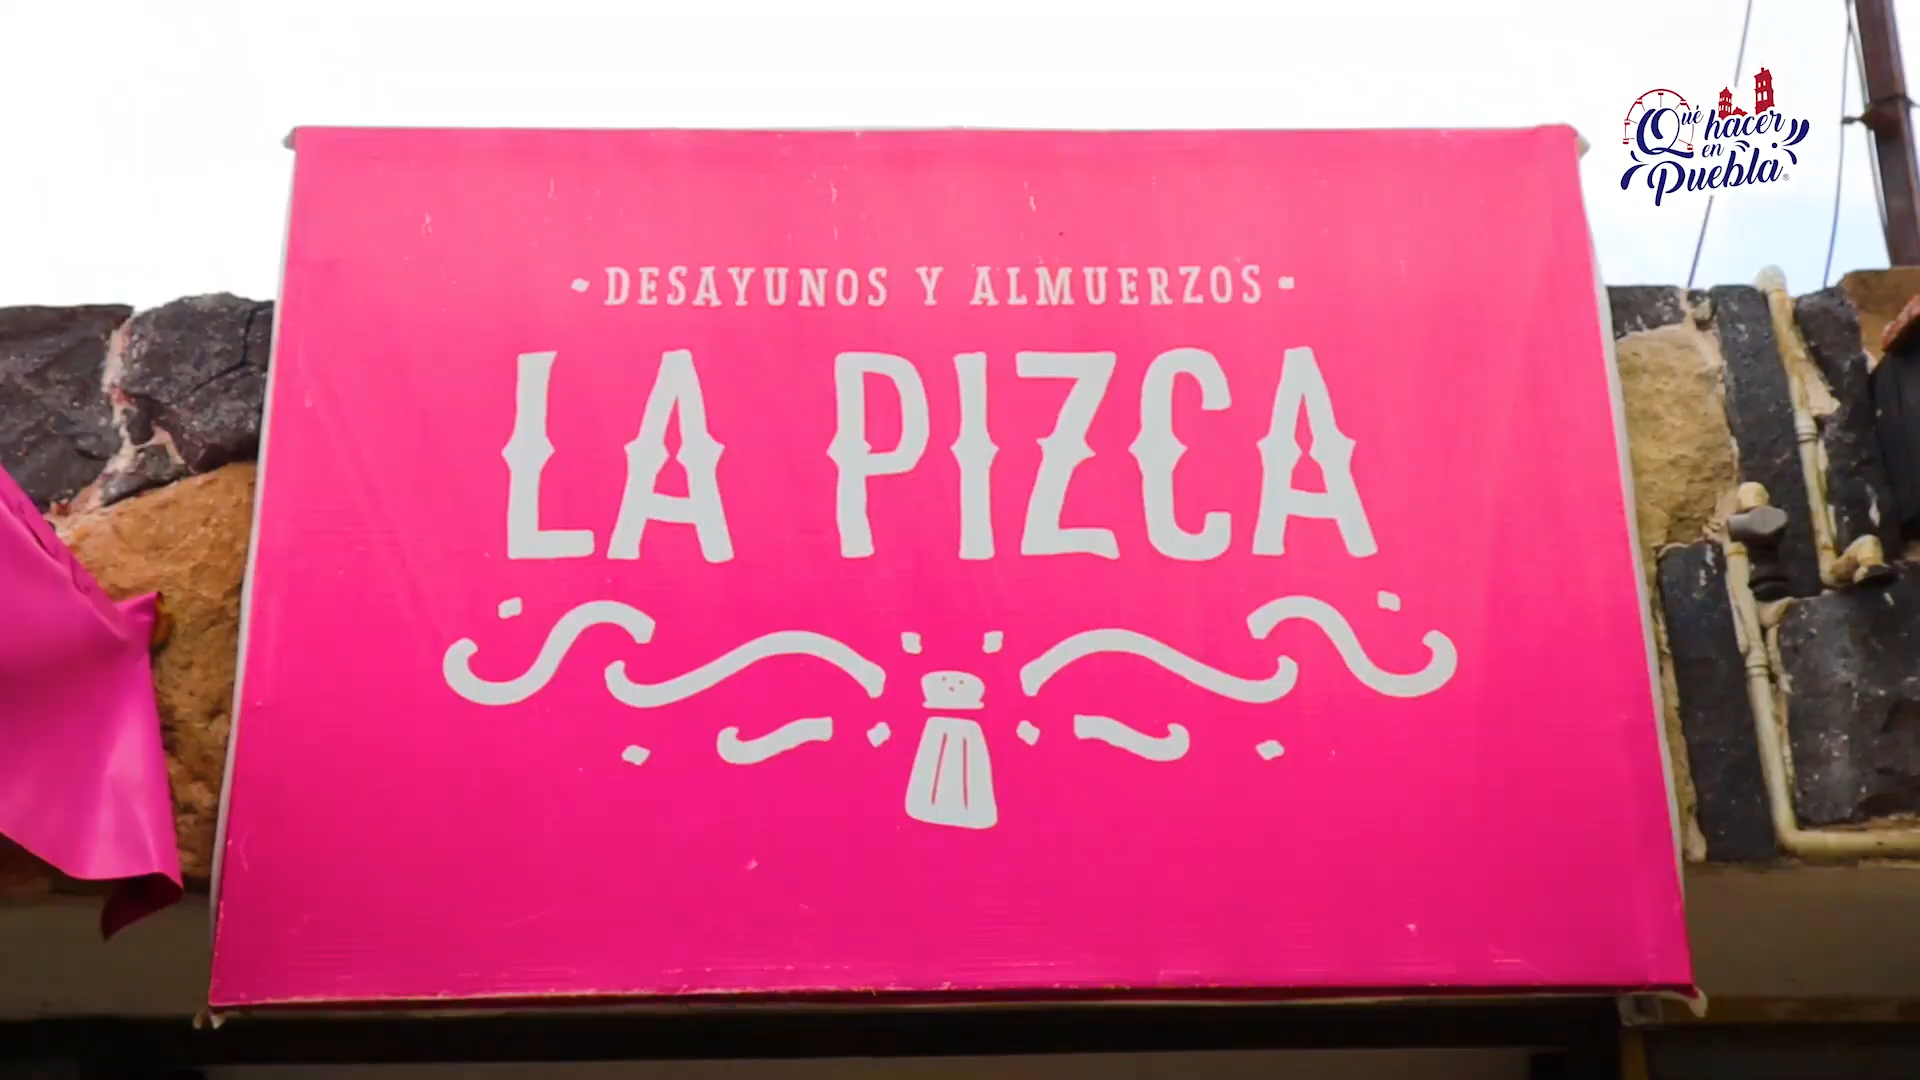 Qué hacer
en
Puebla®
-DESAYUNOS Y ALMUERZOS-
LA PIZCA